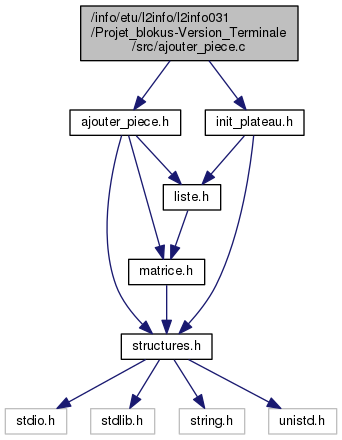 /info/etu/l2info/l2info031
/Projet_blokus-Version_Terminale
/src/ajouter_piece.c
ajouter_piece.h
init_plateau.h
liste.h
matrice.h
structures.h
stdio.h
stdlib.h
string.h
unistd.h